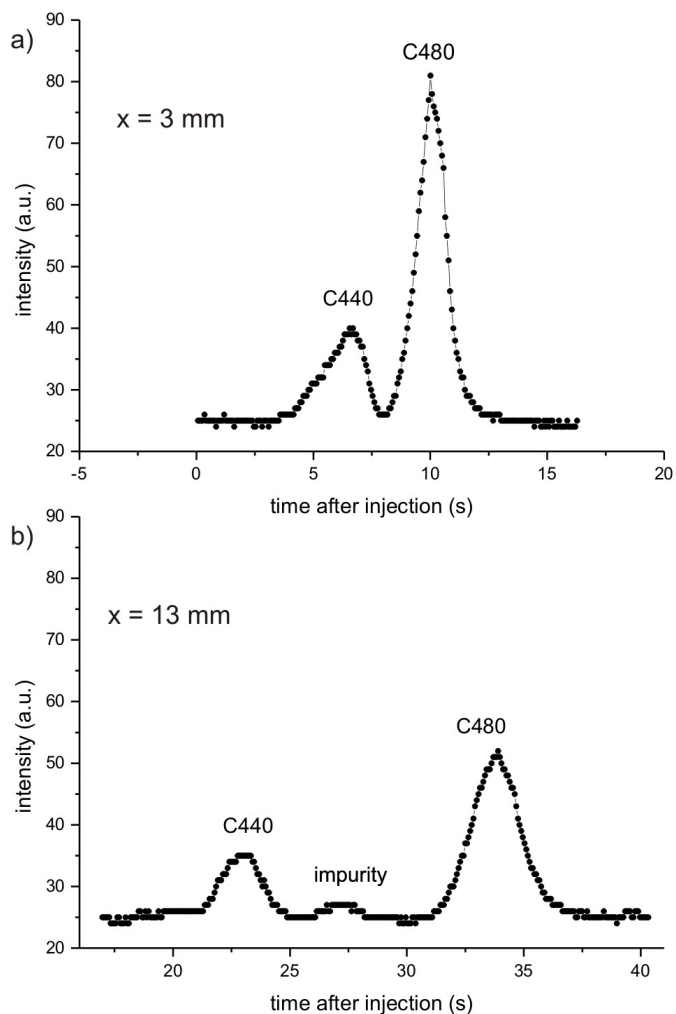 a)
90
80
70
60
50
40
30
20
intensity (a.u.)
x = 3 mm
C440
C480
-5 0 5 10 15 20
time after injection (s)
b)
90
80
70
60
50
40
30
20
intensity (a.u.)
x = 13 mm
C440
impurity
C480
20 25 30 35 40
time after injection (s)